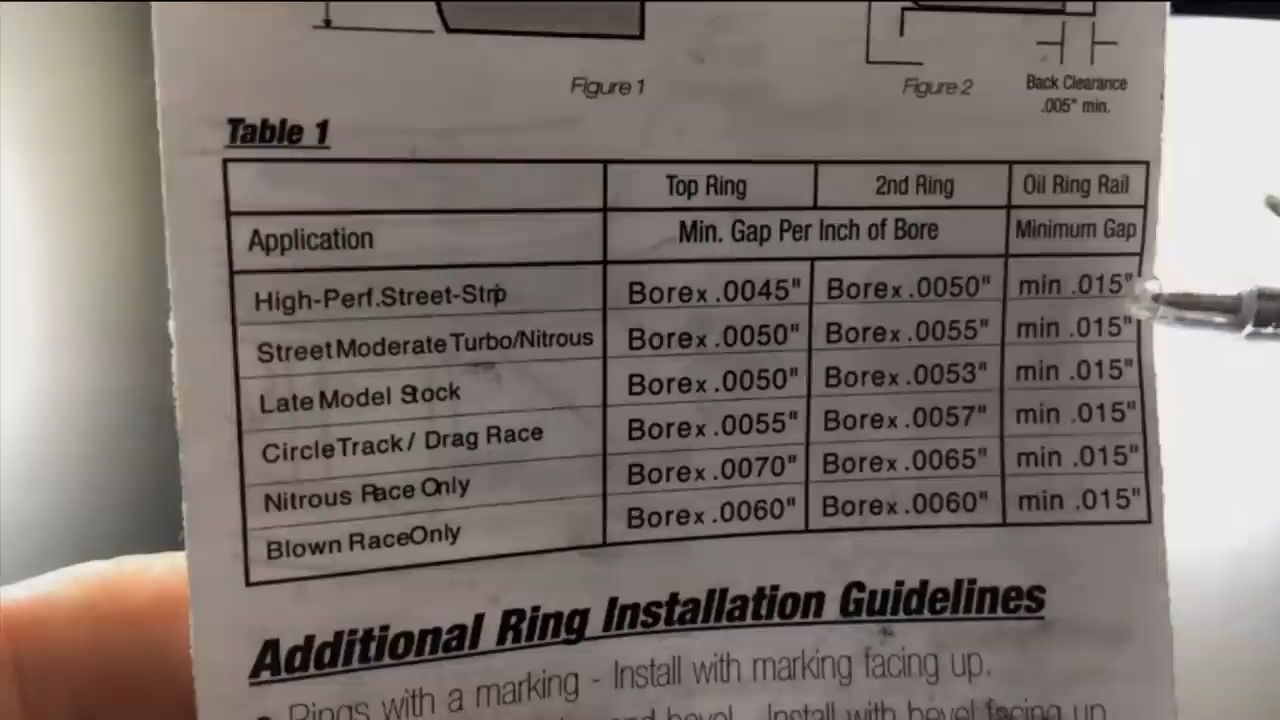 Figure 1
Figure 2
Back Clearance
.005" min.
Table 1
Top Ring 2nd Ring Oil Ring Rail
Application Min. Gap Per Inch of Bore Minimum Gap
High-Perf.Street-Strip Borex .0045" Borex .0050" min .015"
Street Moderate Turbo/Nitrous Borex .0050" Borex .0055" min .015"
Late Model Stock Borex .0050" Borex .0053" min .015"
Circle Track / Drag Race Borex .0055" Borex .0057" min .015"
Nitrous Race Only Borex .0070" Borex .0065" min .015"
Blown Race Only Borex .0060" Borex .0060" min .015"
Additional Ring Installation Guidelines
Rings with a marking - Install with marking facing up.
and bevel - Install with bevel facing up